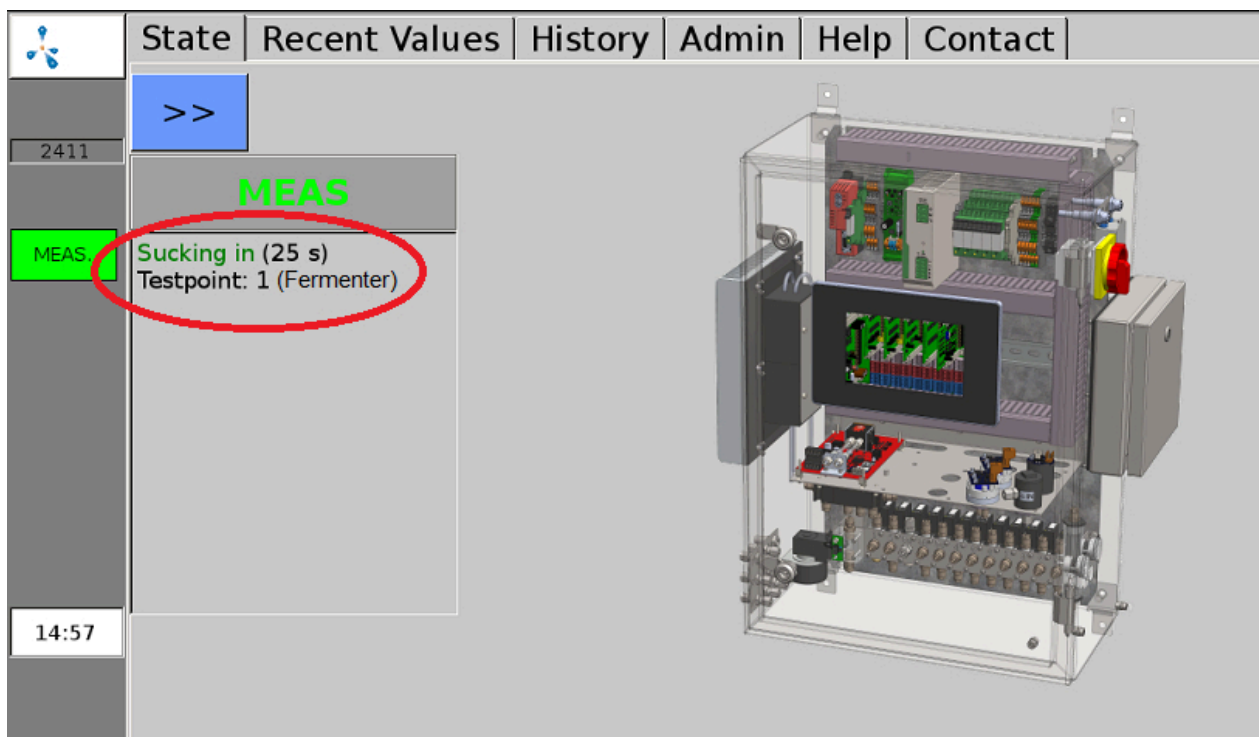 State Recent Values History Admin Help Contact
>>
2411
MEAS
MEAS.
Sucking in (25 s)
Testpoint: 1 (Fermenter)
14:57